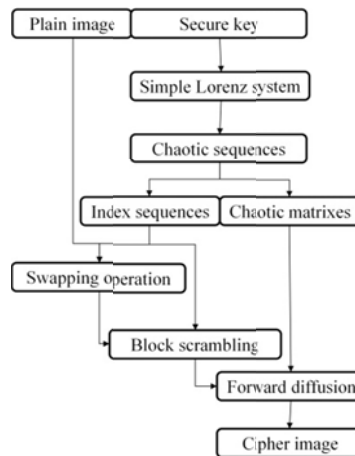 Plain image
Secure key
Simple Lorenz system
Chaotic sequences
Index sequences
Chaotic matrixes
Swapping operation
Block scrambling
Forward diffusion
Cipher image